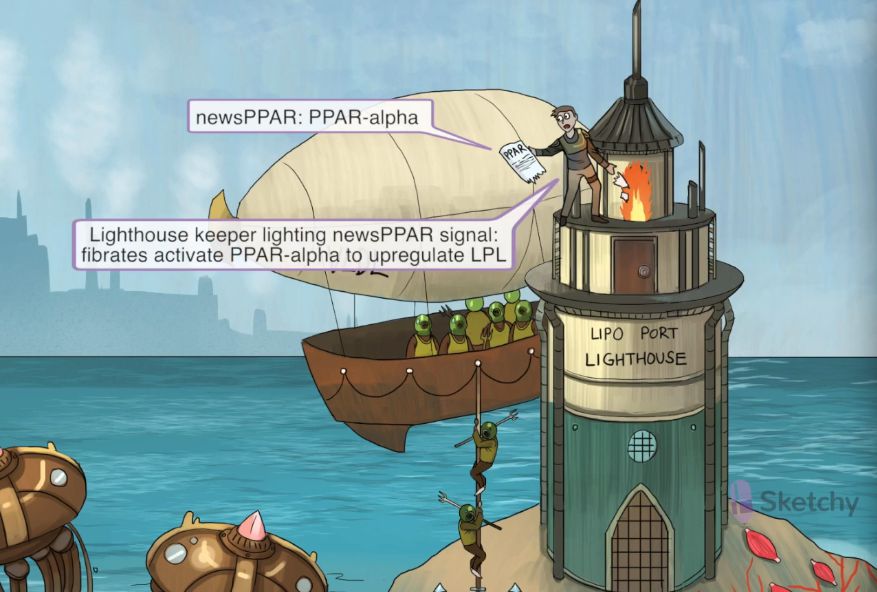 newsPPAR: PPAR-alpha
PPAR
Lighthouse keeper lighting newsPPAR signal:
fibrates activate PPAR-alpha to upregulate LPL
LIPO PORT
LIGHTHOUSE
Sketchy